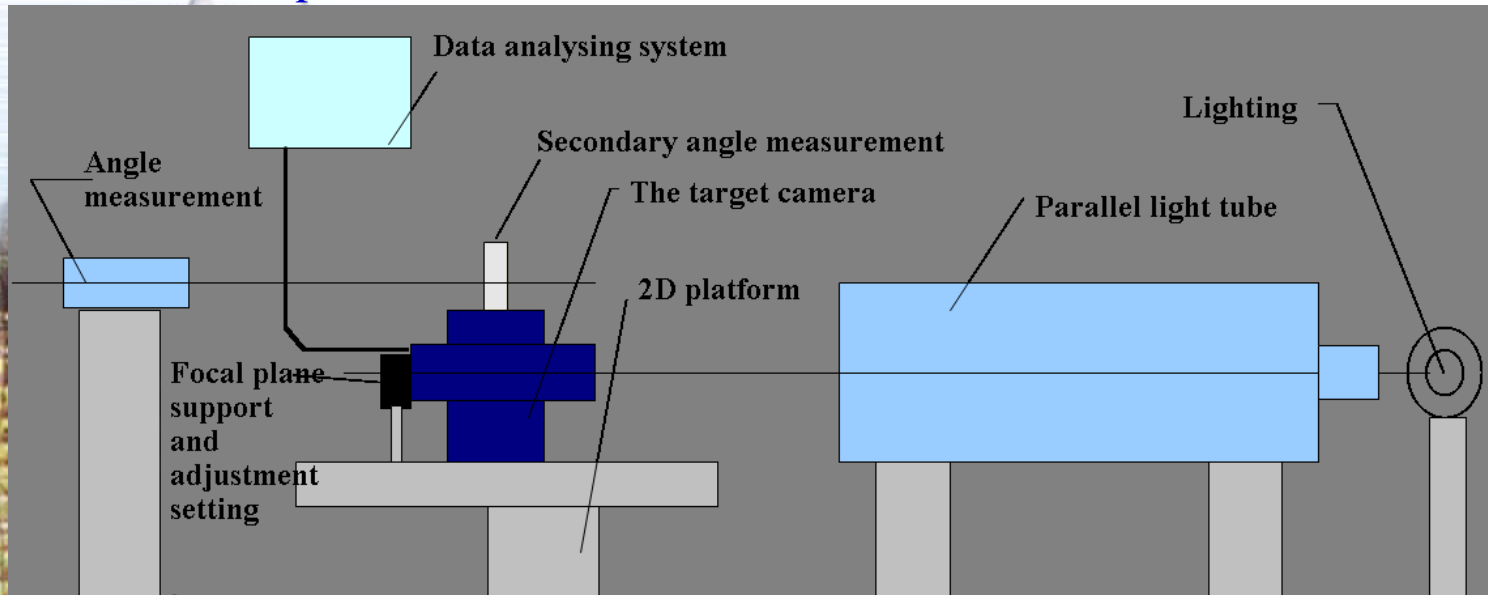 Data analysing system
Lighting
Secondary angle measurement
Angle
measurement
The target camera
Parallel light tube
2D platform
Focal plane
support
and
adjustment
setting